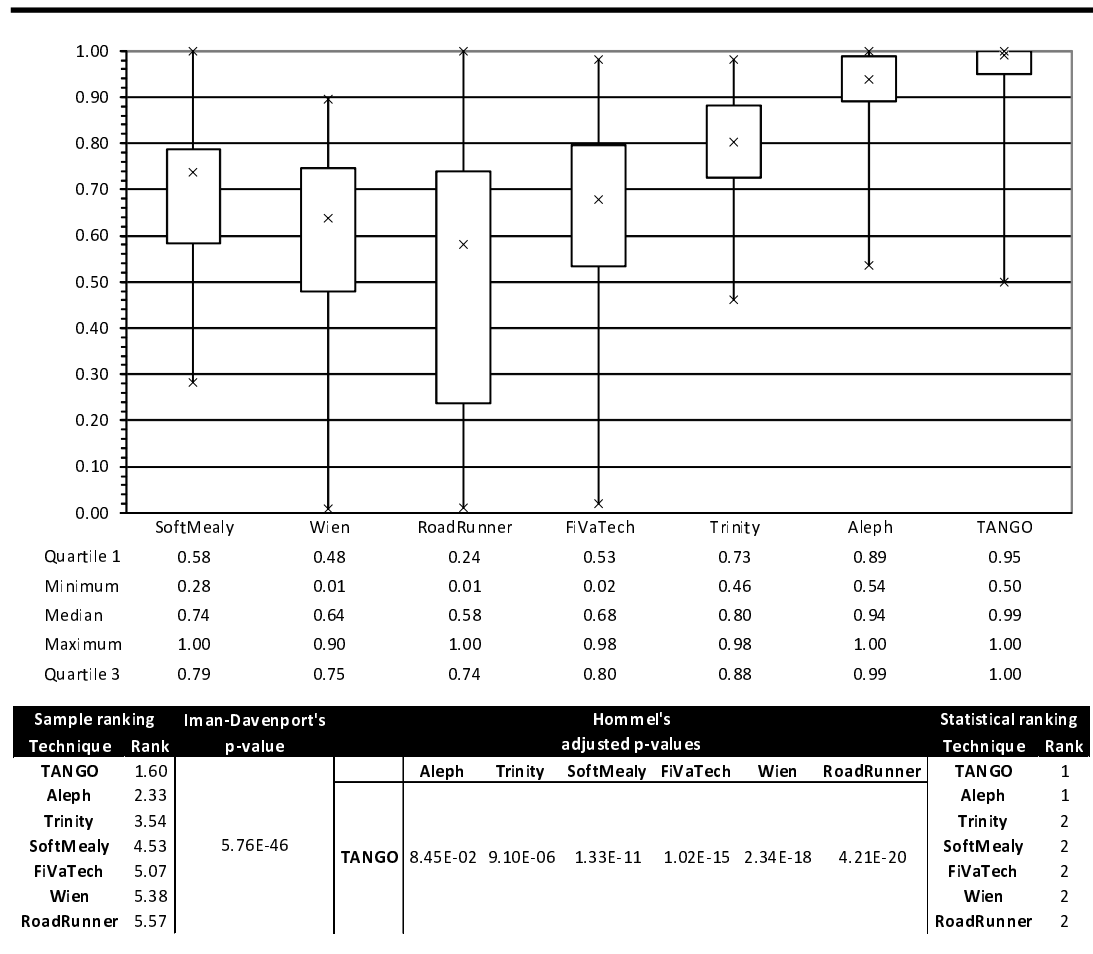 1.00
0.90
0.80
0.70
0.60
0.50
0.40
0.30
0.20
0.10
0.00
SoftMealy Wien RoadRunner FiVaTech Trinity Aleph TANGO
Quartile 1 0.58 0.48 0.24 0.53 0.73 0.89 0.95
Minimum 0.28 0.01 0.01 0.02 0.46 0.54 0.50
Median 0.74 0.64 0.58 0.68 0.80 0.94 0.99
Maximum 1.00 0.90 1.00 0.98 0.98 1.00 1.00
Quartile 3 0.79 0.75 0.74 0.80 0.88 0.99 1.00
Sample ranking Iman-Davenport's Hommel's Statistical ranking
Technique Rank p-value adjusted p-values Technique Rank
TANGO 1.60 Aleph Trinity SoftMealy FiVaTech Wien RoadRunner TANGO 1
Aleph 2.33 Aleph 1
Trinity 3.54 Trinity 2
SoftMealy 4.53 5.76E-46 SoftMealy 2
TANGO 8.45E-02 9.10E-06 1.33E-11 1.02E-15 2.34E-18 4.21E-20
FiVaTech 5.07 FiVaTech 2
Wien 5.38 Wien 2
RoadRunner 5.57 RoadRunner 2